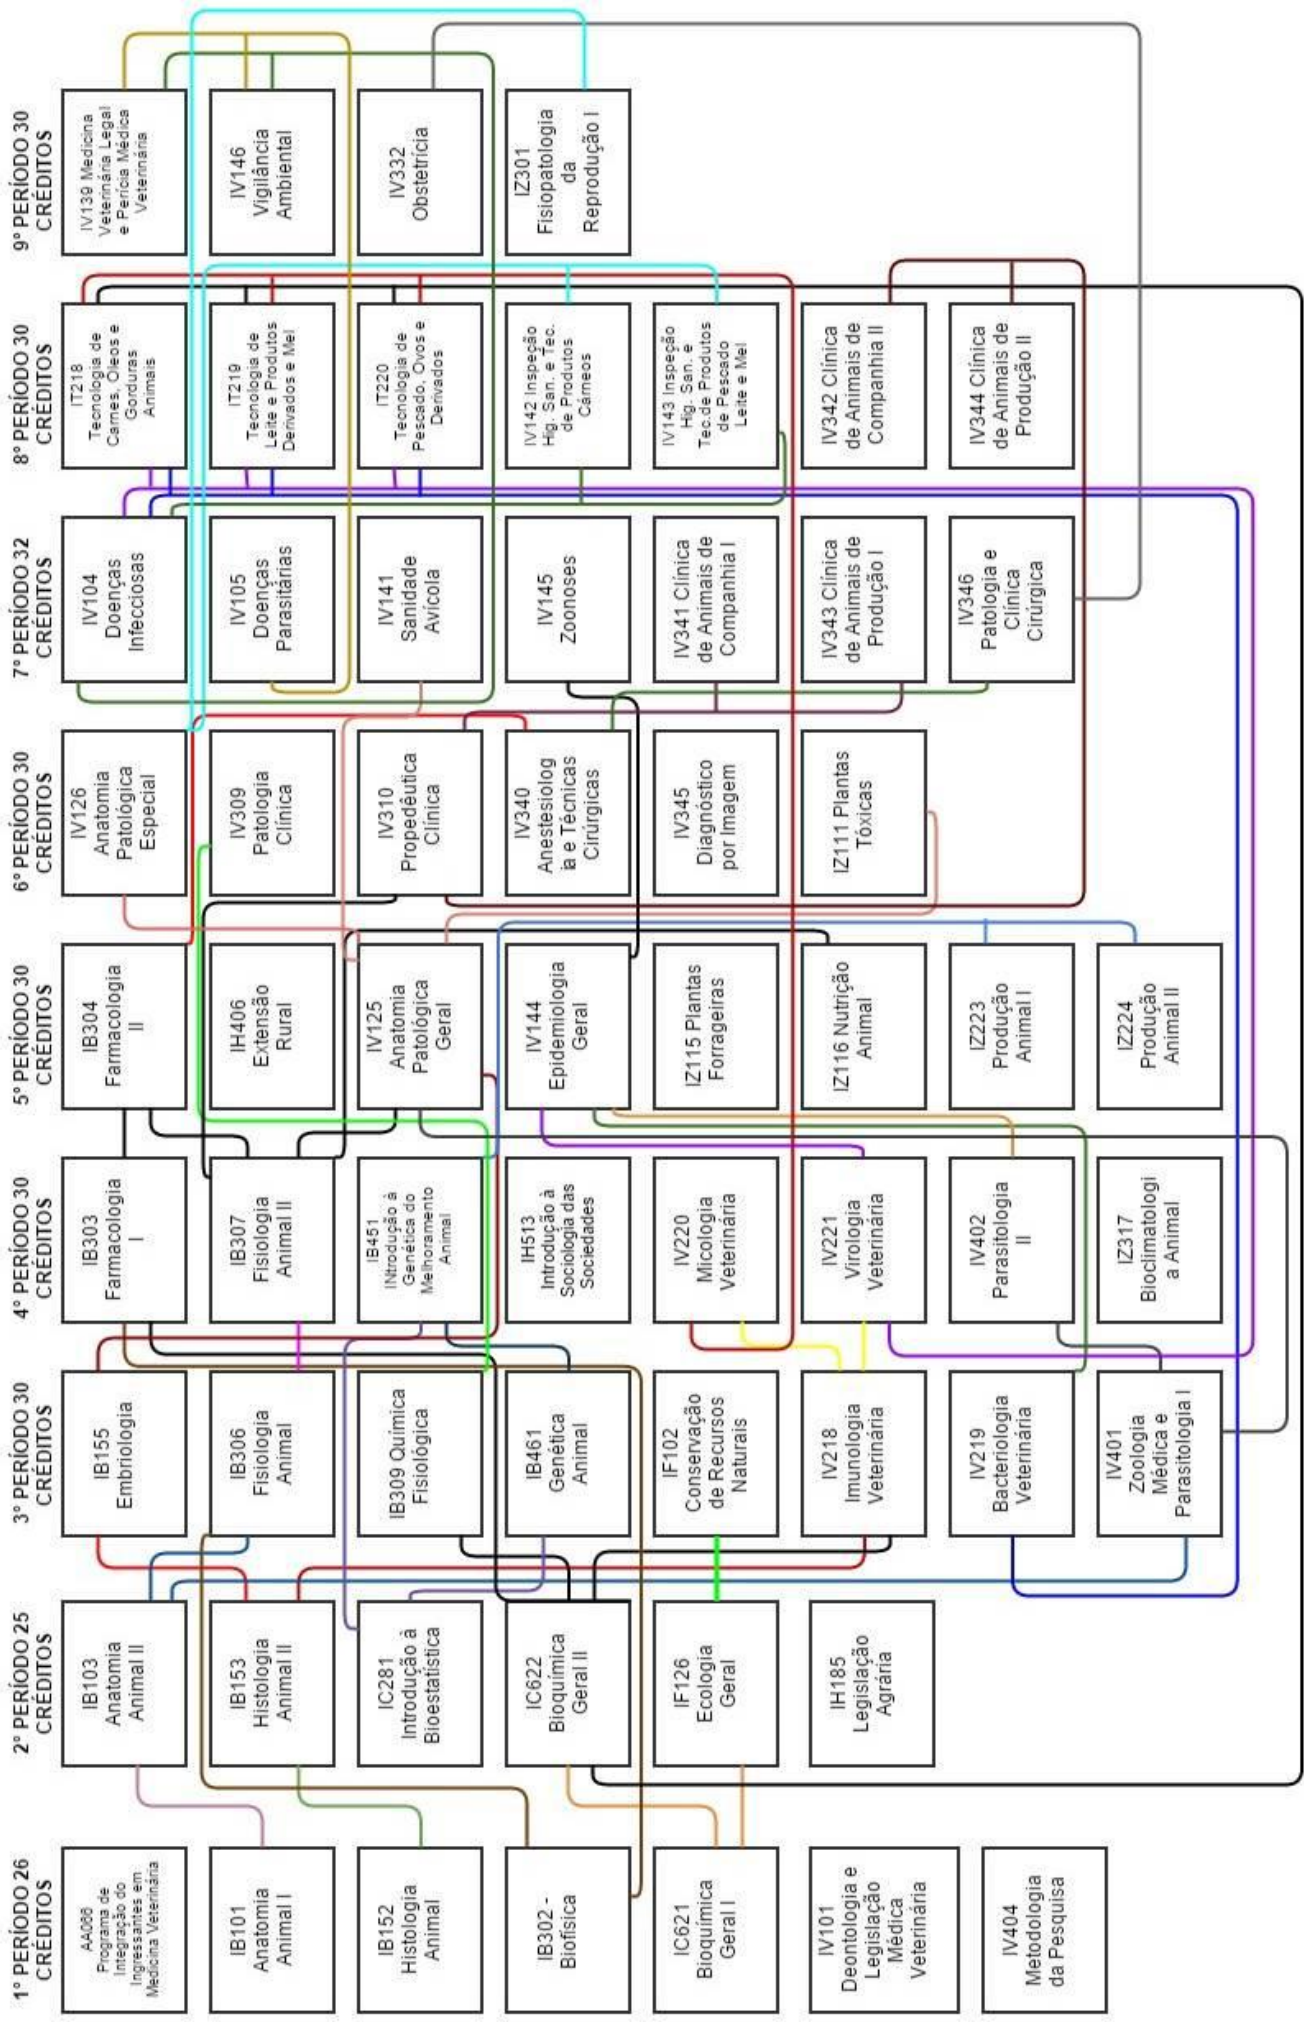 1º PERÍODO 26
CRÉDITOS
AA066
Programa de
Integração do
Ingressantes em
Medicina Veterinária
IB101
Anatomia
Animal I
IB152
Histologia
Animal
IB302 -
Biofísica
IC621
Bioquímica
Geral I
IV101
Deontologia e
Legislação
Médica
Veterinária
IV404
Metodologia
da Pesquisa
2º PERÍODO 25
CRÉDITOS
IB103
Anatomia
Animal II
IB153
Histologia
Animal II
IC281
Introdução à
Bioestatística
IC622
Bioquímica
Geral II
IF126
Ecologia
Geral
IH185
Legislação
Agrária
3º PERÍODO 30
CRÉDITOS
IB155
Embriologia
IB306
Fisiologia
Animal
IB309 Química
Fisiológica
IB461
Genética
Animal
IF102
Conservação
de Recursos
Naturais
IV218
Imunologia
Veterinária
IV219
Bacteriologia
Veterinária
IV401
Zoologia
Médica e
Parasitologia I
4º PERÍODO 30
CRÉDITOS
IB303
Farmacologia
I
IB307
Fisiologia
Animal II
IB451
INtrodução à
Genética do
Melhoramento
Animal
IH513
Introdução à
Sociologia das
Sociedades
IV220
Micologia
Veterinária
IV221
Virologia
Veterinária
IV402
Parasitologia
II
IZ317
Bioclimatologi
a Animal
5º PERÍODO 30
CRÉDITOS
IB304
Farmacologia
II
IH406
Extensão
Rural
IV125
Anatomia
Patológica
Geral
IV144
Epidemiologia
Geral
IZ115 Plantas
Forrageiras
IZ116 Nutrição
Animal
IZ223
Produção
Animal I
IZ224
Produção
Animal II
6º PERÍODO 30
CRÉDITOS
IV126
Anatomia
Patológica
Especial
IV309
Patologia
Clínica
IV310
Propedêutica
Clínica
IV340
Anestesiolog
ia e Técnicas
Cirúrgicas
IV345
Diagnóstico
por Imagem
IZ111 Plantas
Tóxicas
7º PERÍODO 32
CRÉDITOS
IV104
Doenças
Infecciosas
IV105
Doenças
Parasitárias
IV141
Sanidade
Avícola
IV145
Zoonoses
IV341 Clínica
de Animais de
Companhia I
IV343 Clínica
de Animais de
Produção I
IV346
Patologia e
Clínica
Cirúrgica
8º PERÍODO 30
CRÉDITOS
IT218
Tecnologia de
Carnes, Óleos e
Gorduras
Animais
IT219
Tecnologia de
Leite e Produtos
Derivados e Mel
IT220
Tecnologia de
Pescado, Ovos e
Derivados
IV142 Inspeção
Hig. San. e Tec.
de Produtos
Cárneos
IV143 Inspeção
Hig. San. e
Tec.de Produtos
de Pescado
Leite e Mel
IV342 Clínica
de Animais de
Companhia II
IV344 Clínica
de Animais de
Produção II
9º PERÍODO 30
CRÉDITOS
IV139 Medicina
Veterinária Legal
e Perícia Médica
Veterinária
IV146
Vigilância
Ambiental
IV332
Obstetrícia
IZ301
Fisiopatologia
da
Reprodução I